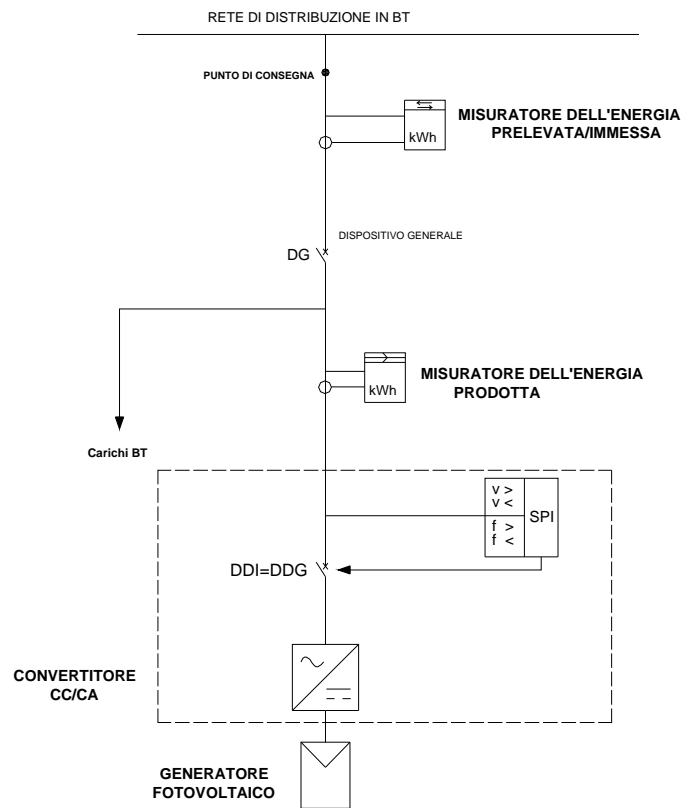 RETE DI DISTRIBUZIONE IN BT
PUNTO DI CONSEGNA
kWh
MISURATORE DELL'ENERGIA
PRELEVATA/IMMESSA
DISPOSITIVO GENERALE
DG
kWh
MISURATORE DELL'ENERGIA
PRODOTTA
Carichi BT
v >
v <
f >
f <
SPI
DDI=DDG
CONVERTITORE
CC/CA
GENERATORE
FOTOVOLTAICO